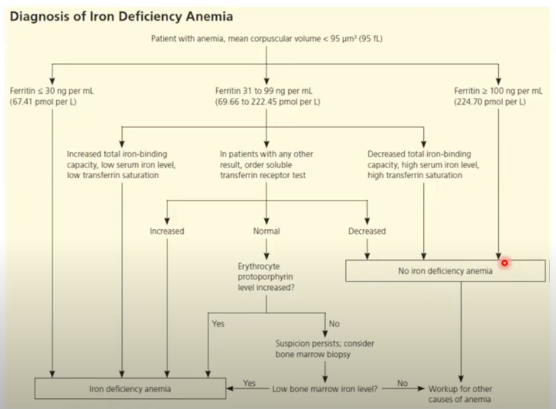 Diagnosis of Iron Deficiency Anemia
Patient with anemia, mean corpuscular volume < 95 µm³ (95 fL)
Ferritin ≤ 30 ng per mL
(67.41 pmol per L)
Ferritin 31 to 99 ng per mL
(69.66 to 222.45 pmol per L)
Ferritin ≥ 100 ng per mL
(224.70 pmol per L)
Increased total iron-binding
capacity, low serum iron level,
low transferrin saturation
In patients with any other
result, order soluble
transferrin receptor test
Decreased total iron-binding
capacity, high serum iron level,
high transferrin saturation
Increased
Normal
Decreased
Erythrocyte
protoporphyrin
level increased?
No iron deficiency anemia
Yes
No
Suspicion persists; consider
bone marrow biopsy
Iron deficiency anemia
Yes
Low bone marrow iron level?
No
Workup for other
causes of anemia